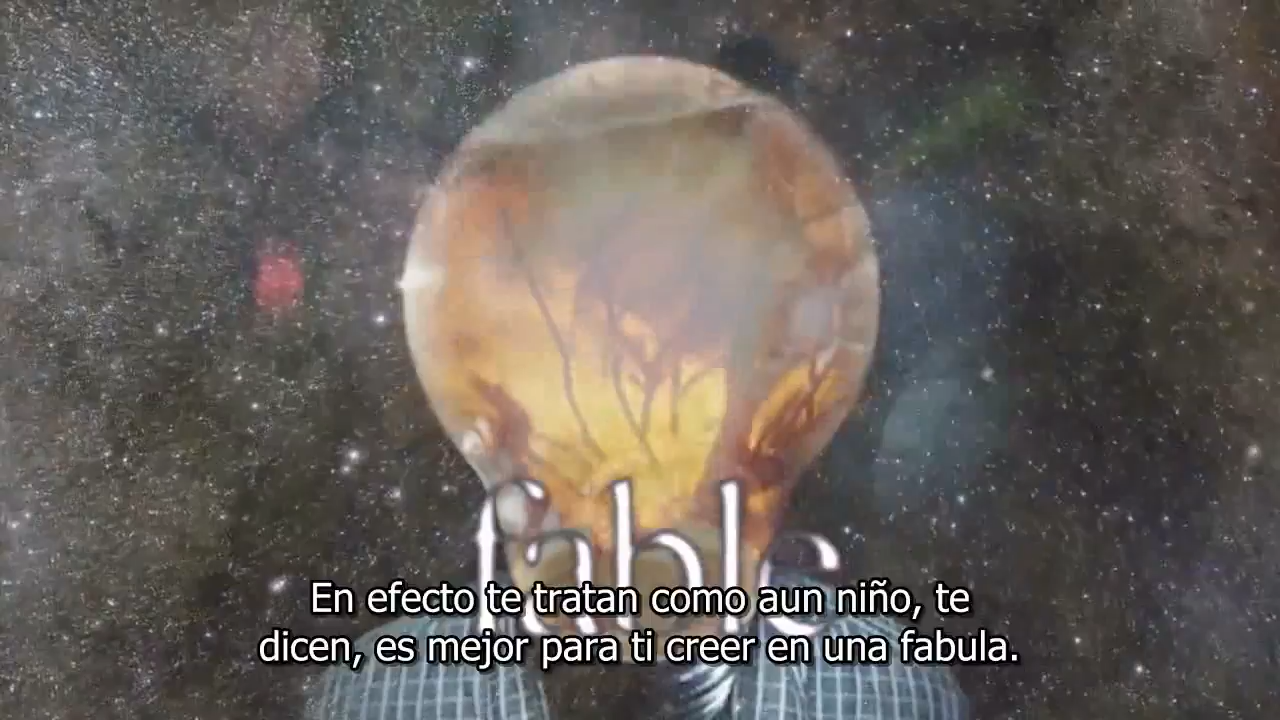 fable
En efecto te tratan como aun niño, te
dicen, es mejor para ti creer en una fabula.